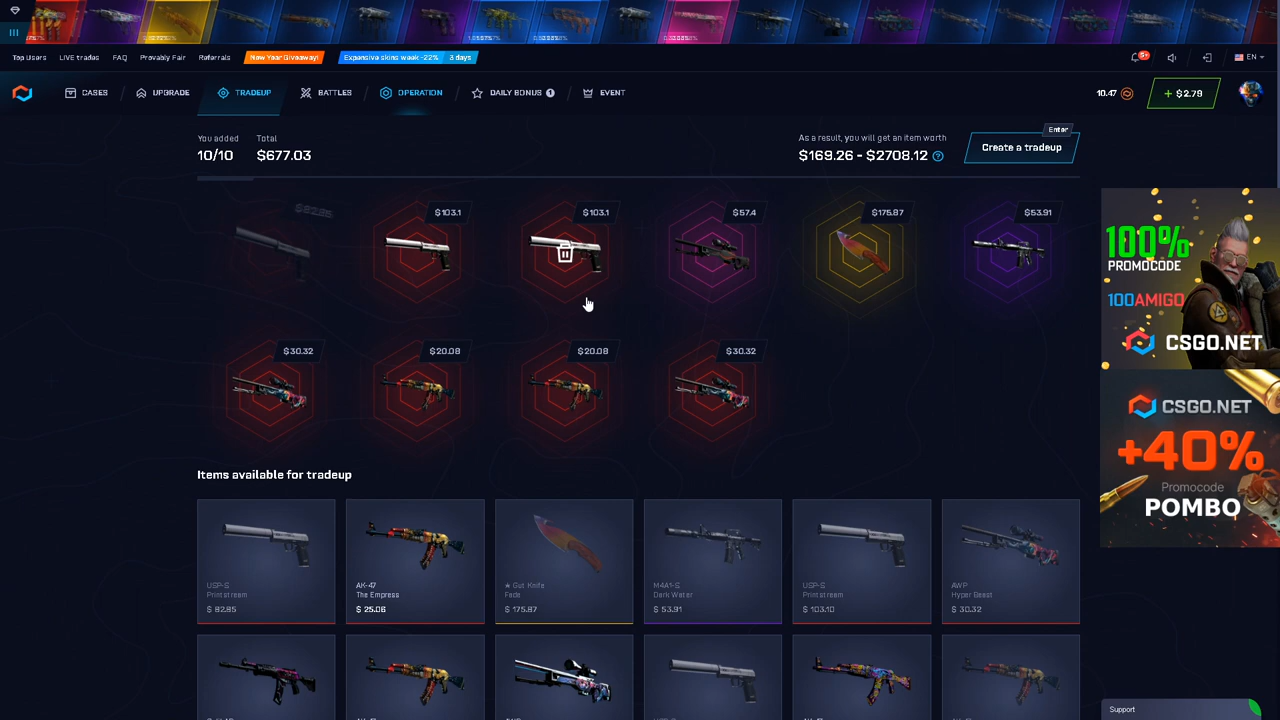 Top Users LIVE trades FAQ Provably Fair Referrals New Year Giveaway! Expensive skins week -22% 3 days 5+ EN
CASES UPGRADE TRADEUP BATTLES OPERATION DAILY BONUS 1 EVENT 10.47 + $2.79
You added Total As a result, you will get an item worth Enter
10/10 $677.03 $169.26 - $2708.12 ? Create a tradeup
$82.85 $103.1 $103.1 $57.4 $175.87 $53.91
$30.32 $20.08 $20.08 $30.32
Items available for tradeup
USP-S
Printstream
$ 82.85
AK-47
The Empress
$ 25.06
★ Gut Knife
Fade
$ 175.87
M4A1-S
Dark Water
$ 53.91
USP-S
Printstream
$ 103.10
AWP
Hyper Beast
$ 30.32
100%
PROMOCODE
100AMIGO
CSGO.NET
CSGO.NET
+40%
Promocode
POMBO
Support